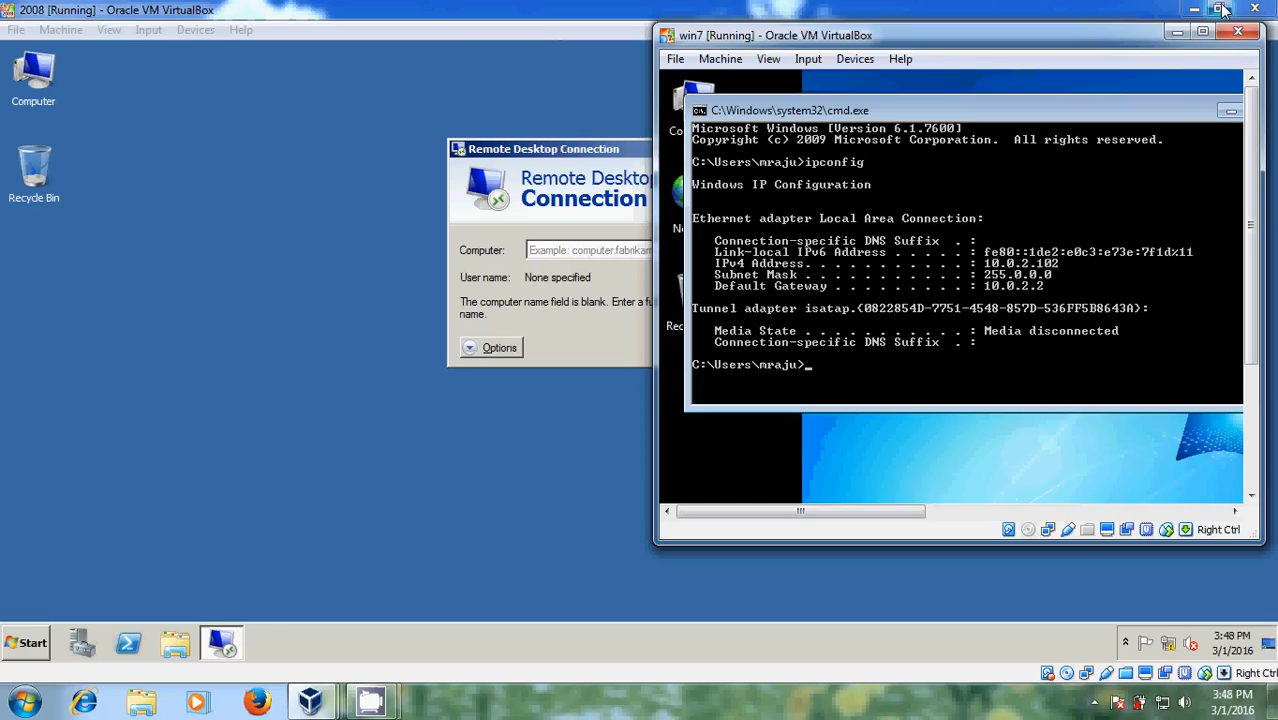 2008 [Running] - Oracle VM VirtualBox
File Machine View Input Devices Help
Computer
Recycle Bin
Remote Desktop Connection
Remote Deskto
Connection
Computer:
Example: computer.fabrikam
User name: None specified
The computer name field is blank. Enter a fu
name.
Options
win7 [Running] - Oracle VM VirtualBox
File Machine View Input Devices Help
Co
Ne
Rec
C:\Windows\system32\cmd.exe
Microsoft Windows [Version 6.1.7600]
Copyright (c) 2009 Microsoft Corporation. All rights reserved.
C:\Users\mraju>ipconfig
Windows IP Configuration
Ethernet adapter Local Area Connection:
Connection-specific DNS Suffix . :
Link-local IPv6 Address . . . . . : fe80::1de2:e0c3:e73e:7f1d%11
IPv4 Address. . . . . . . . . . . : 10.0.2.102
Subnet Mask . . . . . . . . . . . : 255.0.0.0
Default Gateway . . . . . . . . . : 10.0.2.2
Tunnel adapter isatap.{0822854D-7751-4548-857D-536FF5B8643A}:
Media State . . . . . . . . . . . : Media disconnected
Connection-specific DNS Suffix . :
C:\Users\mraju>_
Right Ctrl
Start
3:48 PM
3/1/2016
Right Ctrl
3:48 PM
3/1/2016